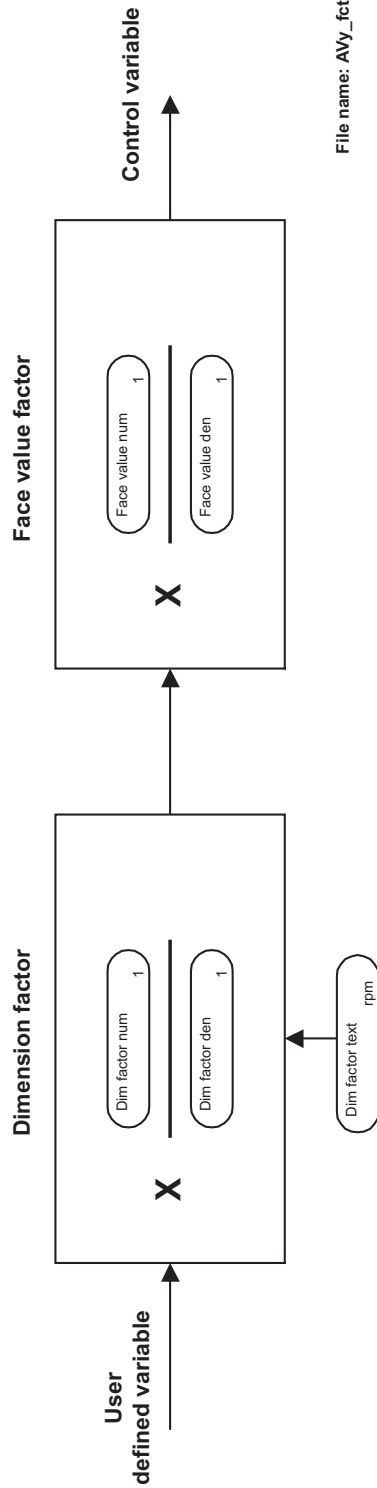 User
defined variable
Dimension factor
X
Dim factor num 1
Dim factor den 1
Dim factor text rpm
Face value factor
X
Face value num 1
Face value den 1
Control variable
File name: AVy_fct